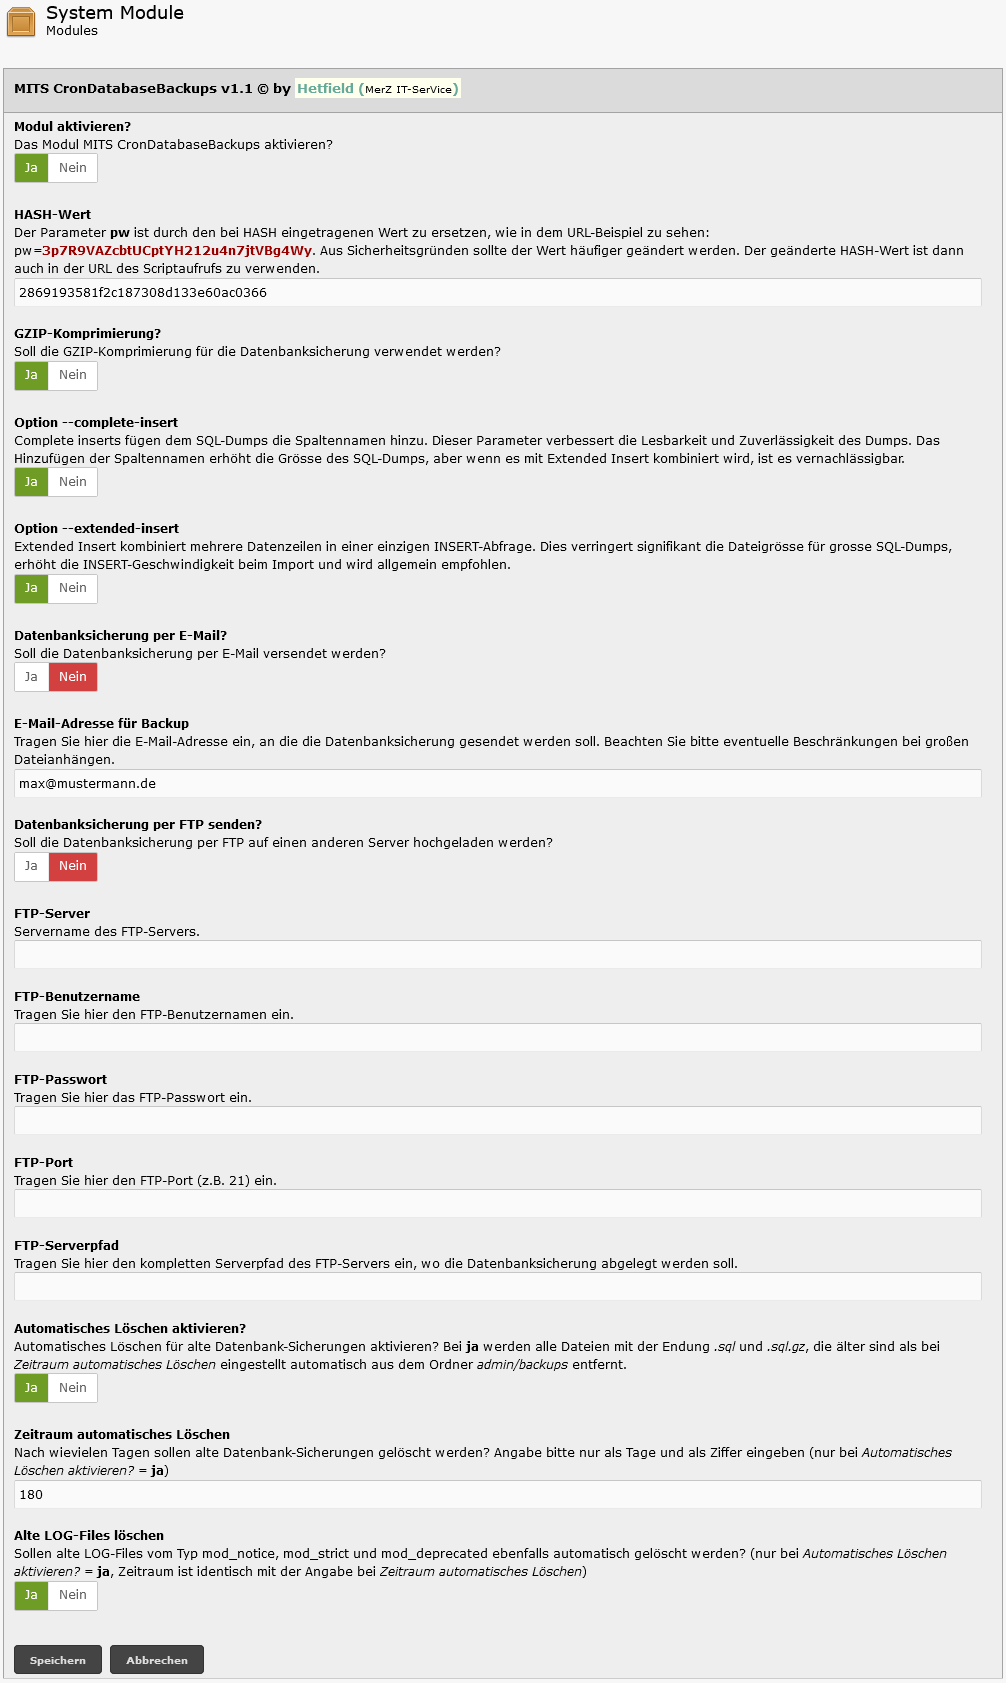 System Module
Modules
MITS CronDatabaseBackups v1.1 © by Hetfield (MerZ IT-SerVice)
Modul aktivieren?
Das Modul MITS CronDatabaseBackups aktivieren?
Ja Nein
HASH-Wert
Der Parameter pw ist durch den bei HASH eingetragenen Wert zu ersetzen, wie in dem URL-Beispiel zu sehen:
pw=3p7R9VAZcbtUCptYH212u4n7jtVBg4Wy. Aus Sicherheitsgründen sollte der Wert häufiger geändert werden. Der geänderte HASH-Wert ist dann
auch in der URL des Scriptaufrufs zu verwenden.
2869193581f2c187308d133e60ac0366
GZIP-Komprimierung?
Soll die GZIP-Komprimierung für die Datenbanksicherung verwendet werden?
Ja Nein
Option --complete-insert
Complete inserts fügen dem SQL-Dumps die Spaltennamen hinzu. Dieser Parameter verbessert die Lesbarkeit und Zuverlässigkeit des Dumps. Das
Hinzufügen der Spaltennamen erhöht die Grösse des SQL-Dumps, aber wenn es mit Extended Insert kombiniert wird, ist es vernachlässigbar.
Ja Nein
Option --extended-insert
Extended Insert kombiniert mehrere Datenzeilen in einer einzigen INSERT-Abfrage. Dies verringert signifikant die Dateigrösse für grosse SQL-Dumps,
erhöht die INSERT-Geschwindigkeit beim Import und wird allgemein empfohlen.
Ja Nein
Datenbanksicherung per E-Mail?
Soll die Datenbanksicherung per E-Mail versendet werden?
Ja Nein
E-Mail-Adresse für Backup
Tragen Sie hier die E-Mail-Adresse ein, an die die Datenbanksicherung gesendet werden soll. Beachten Sie bitte eventuelle Beschränkungen bei großen
Dateianhängen.
max@mustermann.de
Datenbanksicherung per FTP senden?
Soll die Datenbanksicherung per FTP auf einen anderen Server hochgeladen werden?
Ja Nein
FTP-Server
Servername des FTP-Servers.
FTP-Benutzername
Tragen Sie hier den FTP-Benutzernamen ein.
FTP-Passwort
Tragen Sie hier das FTP-Passwort ein.
FTP-Port
Tragen Sie hier den FTP-Port (z.B. 21) ein.
FTP-Serverpfad
Tragen Sie hier den kompletten Serverpfad des FTP-Servers ein, wo die Datenbanksicherung abgelegt werden soll.
Automatisches Löschen aktivieren?
Automatisches Löschen für alte Datenbank-Sicherungen aktivieren? Bei ja werden alle Dateien mit der Endung .sql und .sql.gz, die älter sind als bei
Zeitraum automatisches Löschen eingestellt automatisch aus dem Ordner admin/backups entfernt.
Ja Nein
Zeitraum automatisches Löschen
Nach wievielen Tagen sollen alte Datenbank-Sicherungen gelöscht werden? Angabe bitte nur als Tage und als Ziffer eingeben (nur bei Automatisches
Löschen aktivieren? = ja)
180
Alte LOG-Files löschen
Sollen alte LOG-Files vom Typ mod_notice, mod_strict und mod_deprecated ebenfalls automatisch gelöscht werden? (nur bei Automatisches Löschen
aktivieren? = ja, Zeitraum ist identisch mit der Angabe bei Zeitraum automatisches Löschen)
Ja Nein
Speichern Abbrechen